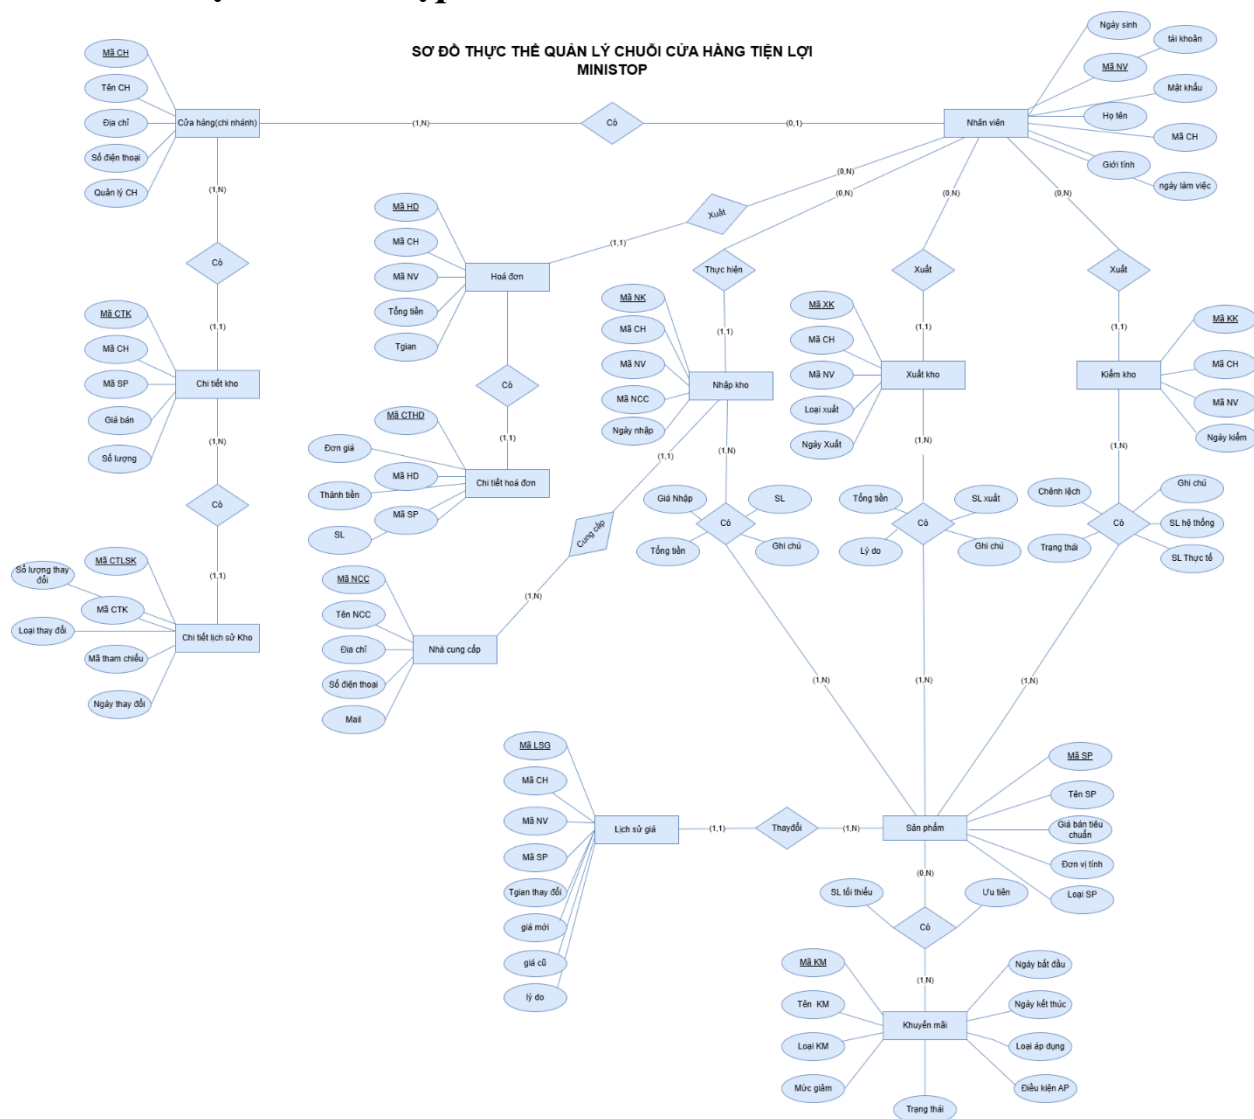 SƠ ĐỒ THỰC THỂ QUẢN LÝ CHUỖI CỬA HÀNG TIỆN LỢI
MINISTOP
Mã CH
Tên CH
Địa chỉ
Số điện thoại
Quản lý CH
Cửa hàng(chi nhánh)
(1,N)
Có
(0,1)
Nhân viên
Ngày sinh
tài khoản
Mã NV
Mật khẩu
Họ tên
Mã CH
Giới tính
ngày làm việc
(1,N)
Có
(1,1)
Mã CTK
Mã CH
Mã SP
Giá bán
Số lượng
Chi tiết kho
(1,N)
Có
(1,1)
Mã CTLSK
Số lượng thay
đổi
Mã CTK
Loại thay đổi
Mã tham chiếu
Ngày thay đổi
Chi tiết lịch sử Kho
(0,N)
Xuất
(1,1)
Mã HD
Mã CH
Mã NV
Tổng tiền
Tgian
Hoá đơn
Có
(1,1)
Mã CTHD
Đơn giá
Mã HD
Thành tiền
Mã SP
SL
Chi tiết hoá đơn
(0,N)
Thực hiện
(1,1)
Mã NK
Mã CH
Mã NV
Mã NCC
Ngày nhập
Nhập kho
(1,1)
Cung cấp
(1,N)
Mã NCC
Tên NCC
Địa chỉ
Số điện thoại
Mail
Nhà cung cấp
(1,N)
Giá Nhập
SL
Có
Tổng tiền
Ghi chú
(1,N)
(0,N)
Xuất
(1,1)
Mã XK
Mã CH
Mã NV
Loại xuất
Ngày Xuất
Xuất kho
(1,N)
Tổng tiền
SL xuất
Có
Lý do
Ghi chú
(1,N)
(0,N)
Xuất
(1,1)
Mã KK
Mã CH
Mã NV
Ngày kiểm
Kiểm kho
(1,N)
Chênh lệch
Ghi chú
Có
SL hệ thống
Trạng thái
SL Thực tế
(1,N)
Mã LSG
Mã CH
Mã NV
Mã SP
Tgian thay đổi
giá mới
giá cũ
lý do
Lịch sử giá
(1,1)
Thayđổi
(1,N)
Sản phẩm
Mã SP
Tên SP
Giá bán tiêu
chuẩn
Đơn vị tính
Loại SP
(0,N)
SL tối thiểu
Ưu tiên
Có
(1,N)
Mã KM
Tên KM
Loại KM
Mức giảm
Khuyến mãi
Ngày bắt đầu
Ngày kết thúc
Loại áp dụng
Điều kiện AP
Trạng thái